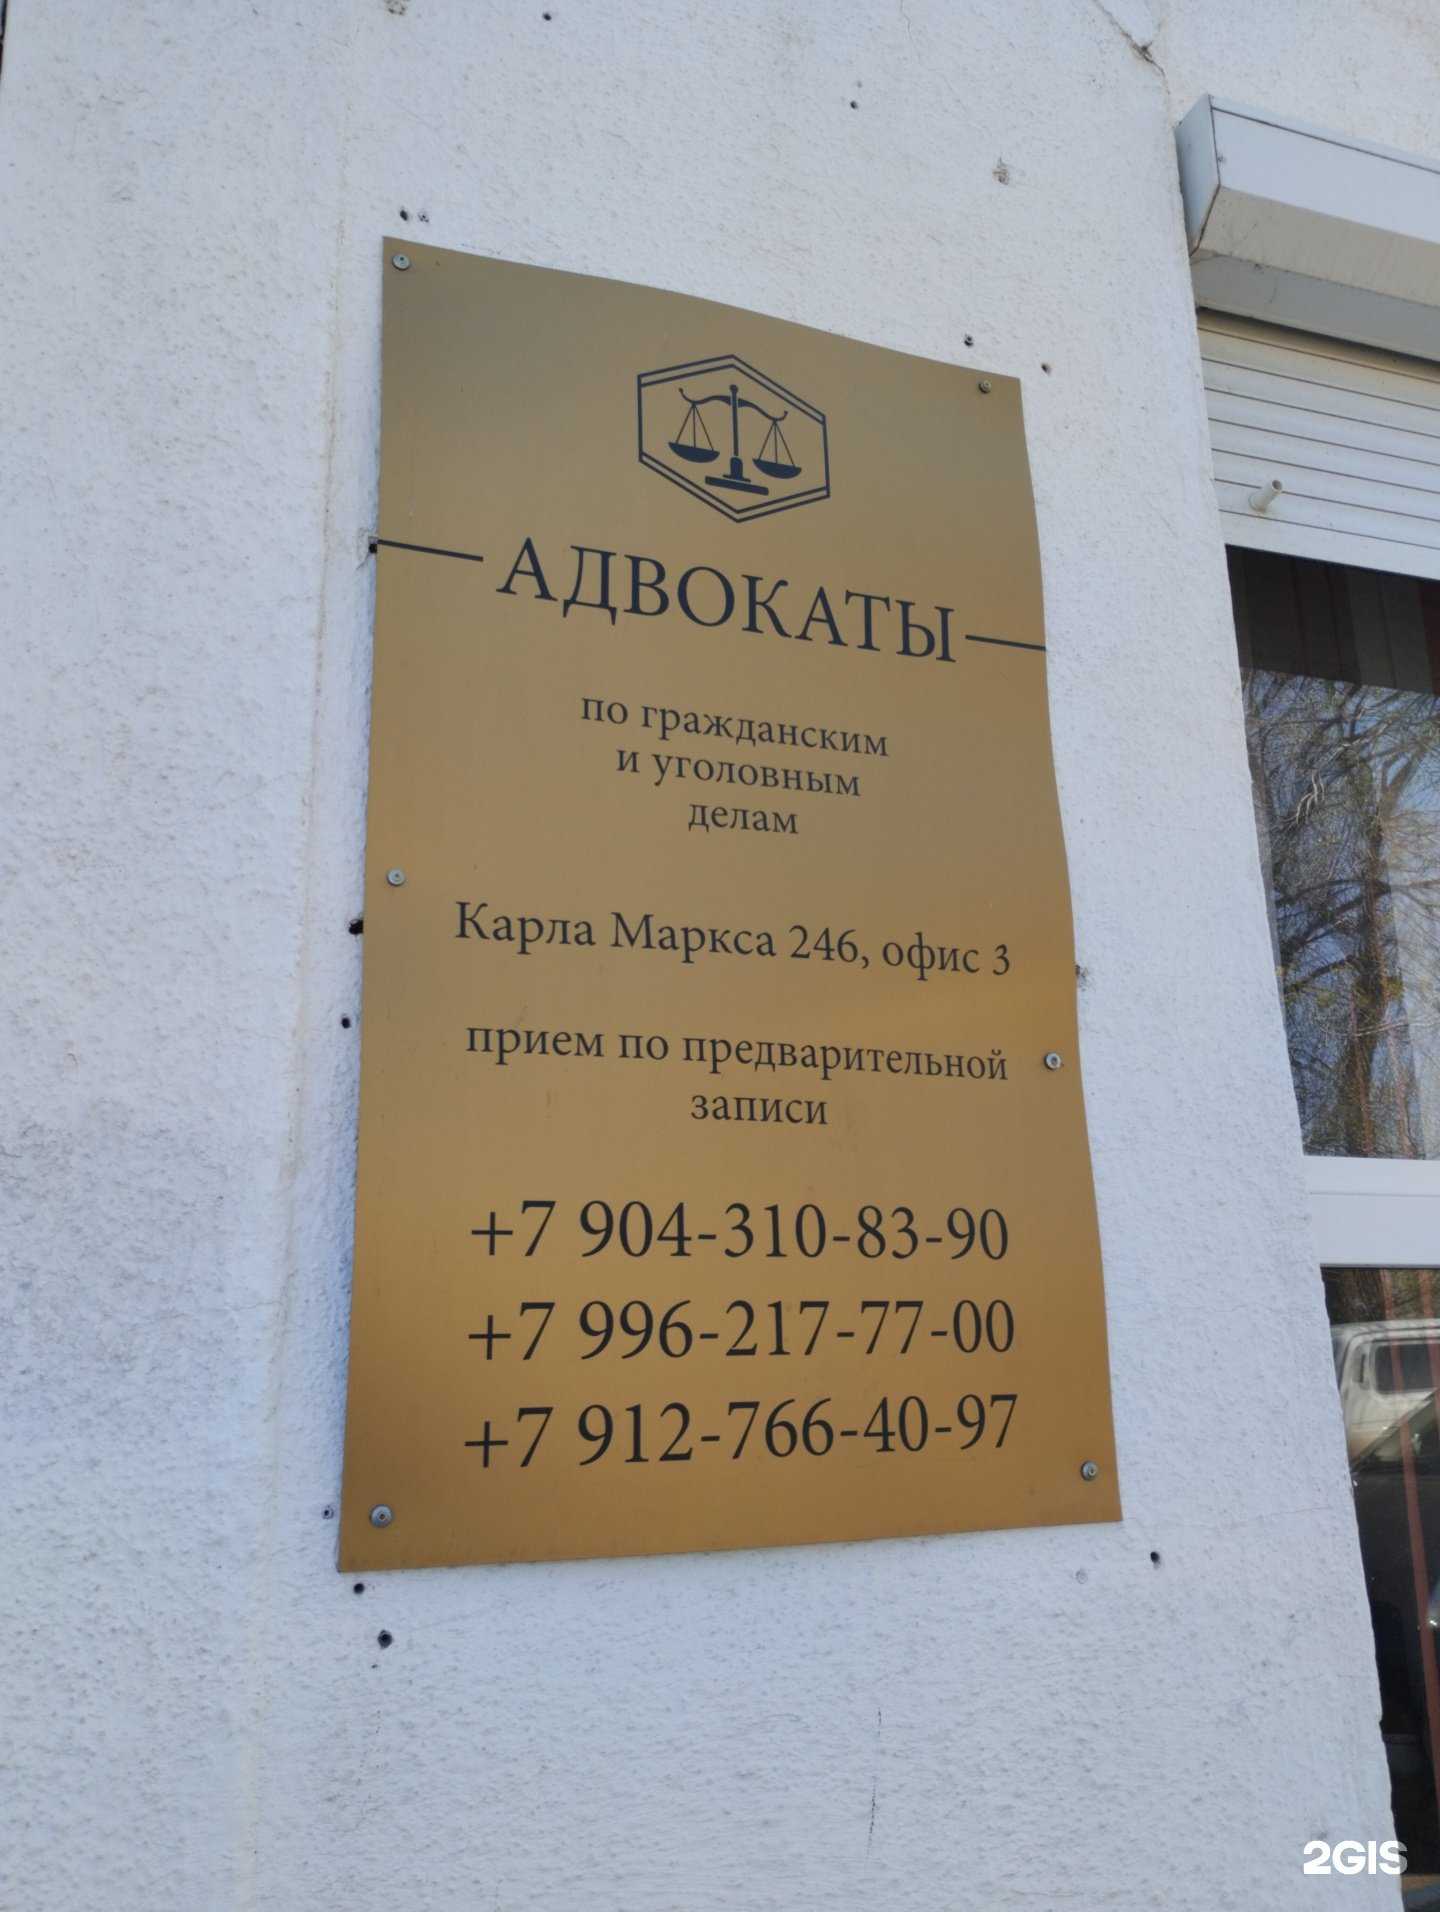 АДВОКАТЫ
по гражданским
и уголовным
делам
Карла Маркса 246, офис 3
прием по предварительной
записи
+7 904-310-83-90
+7 996-217-77-00
+7 912-766-40-97
2GIS